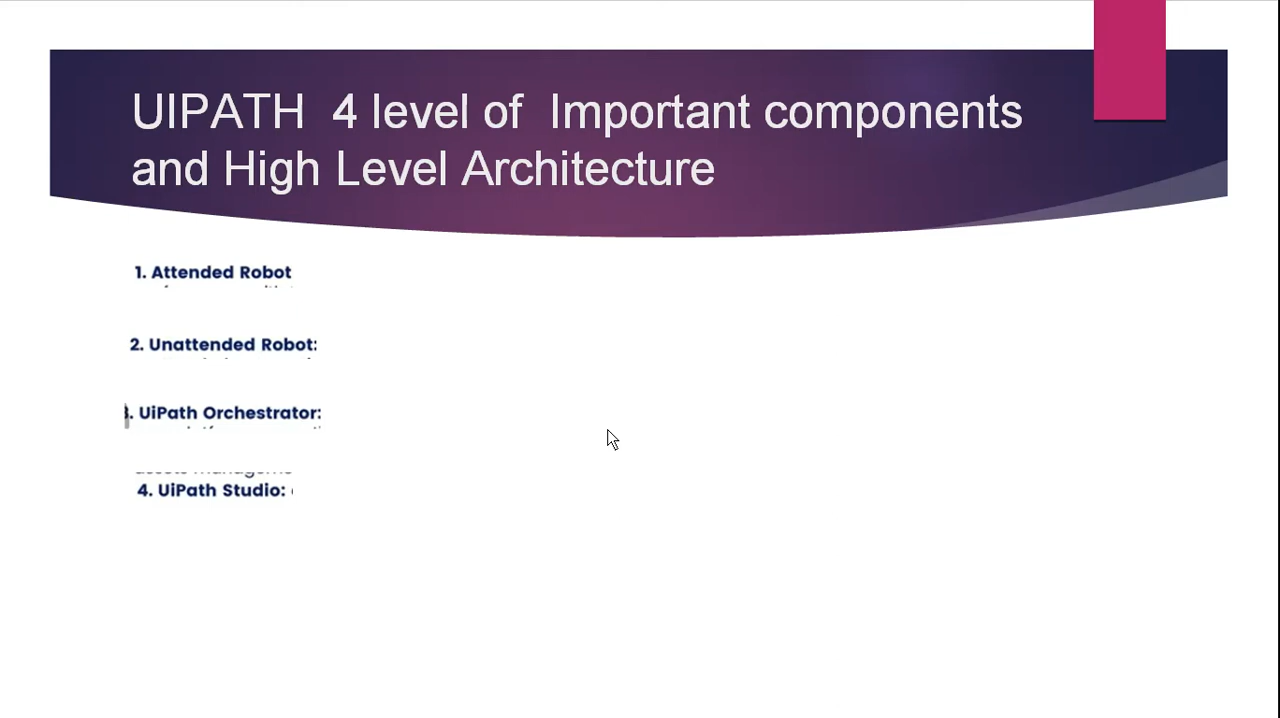 UIPATH 4 level of Important components
and High Level Architecture
1. Attended Robot
2. Unattended Robot:
3. UiPath Orchestrator:
4. UiPath Studio: